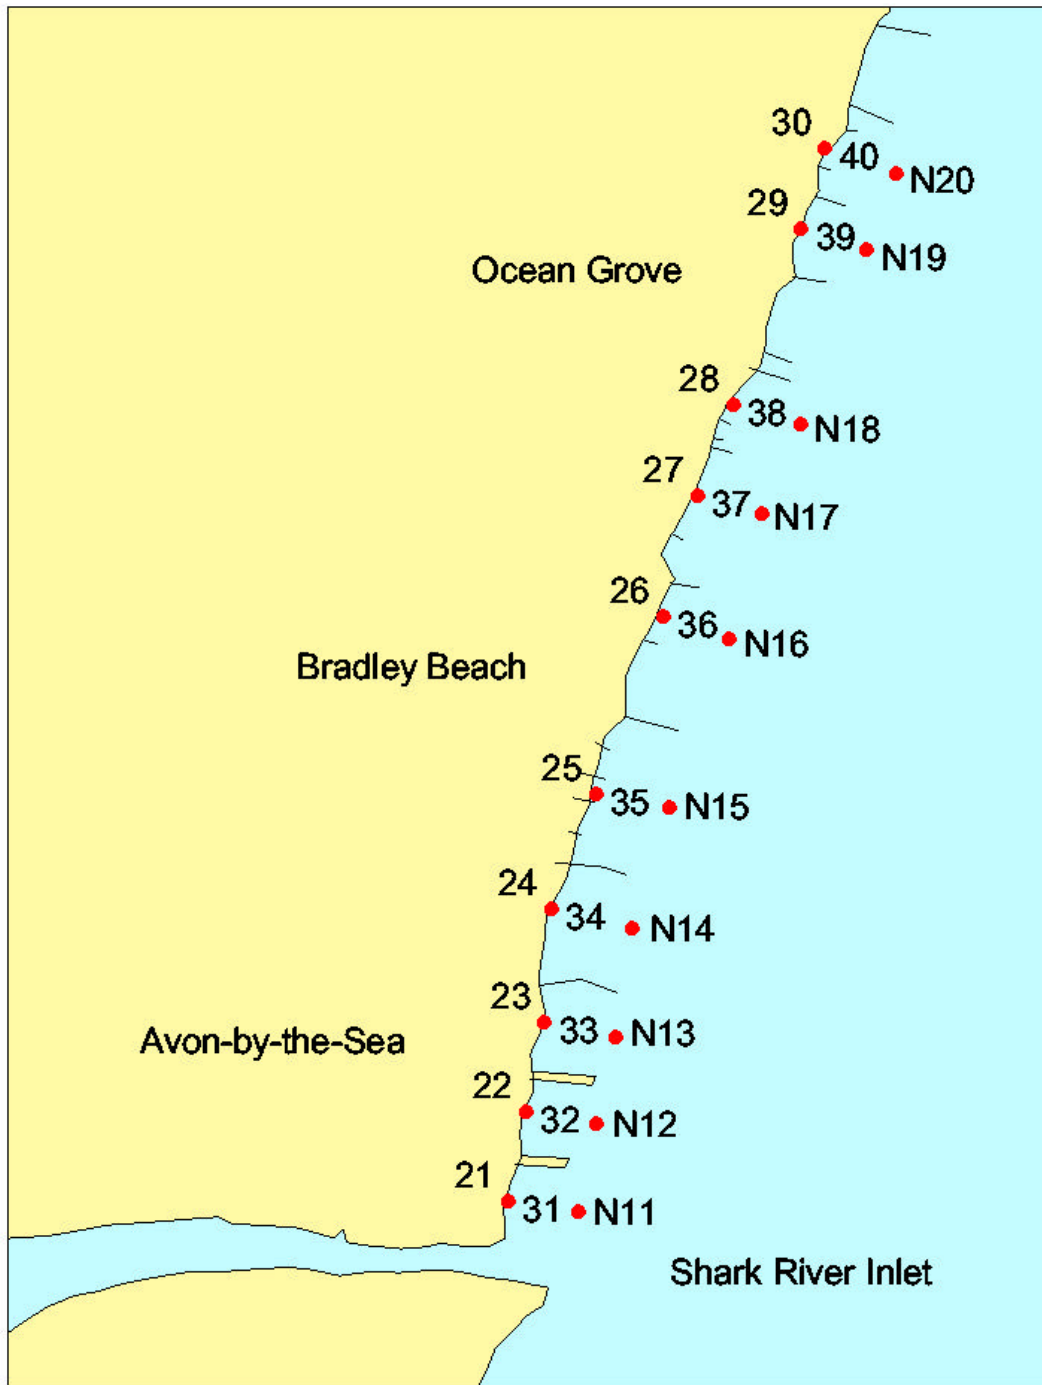 30
40
N20
29
39
N19
Ocean Grove
28
38
N18
27
37
N17
26
36
N16
Bradley Beach
25
35
N15
24
34
N14
23
33
N13
Avon-by-the-Sea
22
32
N12
21
31
N11
Shark River Inlet